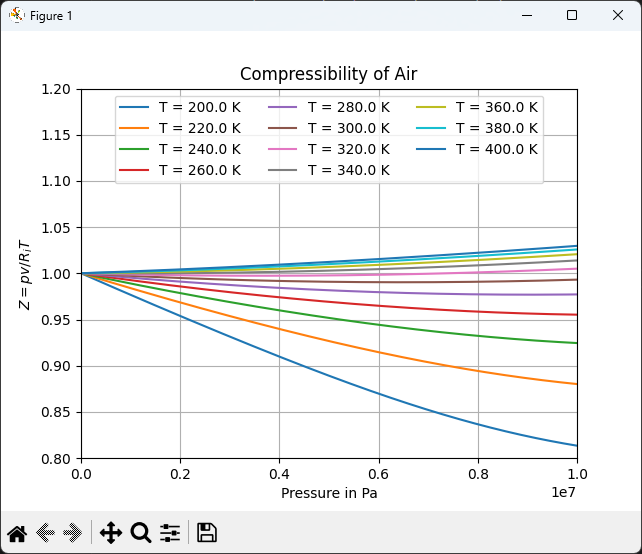 Figure 1
Compressibility of Air
1.20
1.15
1.10
1.05
1.00
0.95
0.90
0.85
0.80
Z = pv/RᵢT
T = 200.0 K
T = 220.0 K
T = 240.0 K
T = 260.0 K
T = 280.0 K
T = 300.0 K
T = 320.0 K
T = 340.0 K
T = 360.0 K
T = 380.0 K
T = 400.0 K
0.0 0.2 0.4 0.6 0.8 1.0
Pressure in Pa
1e7